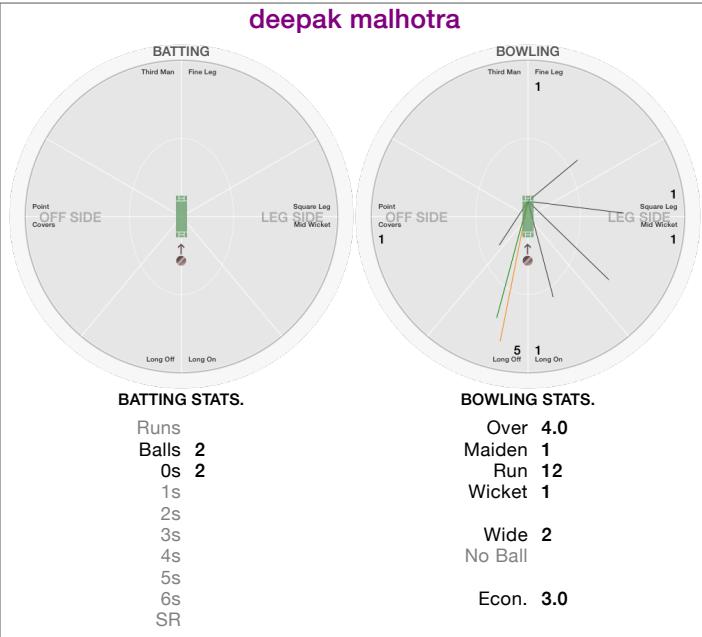 deepak malhotra
BATTING
Third Man Fine Leg
Point Square Leg
OFF SIDE LEG SIDE
Covers Mid Wicket
Long Off Long On
BATTING STATS.
Runs
Balls 2
0s 2
1s
2s
3s
4s
5s
6s
SR
BOWLING
Third Man Fine Leg
1
1
Point Square Leg
OFF SIDE LEG SIDE
Covers Mid Wicket
1 1
5 1
Long Off Long On
BOWLING STATS.
Over 4.0
Maiden 1
Run 12
Wicket 1
Wide 2
No Ball
Econ. 3.0